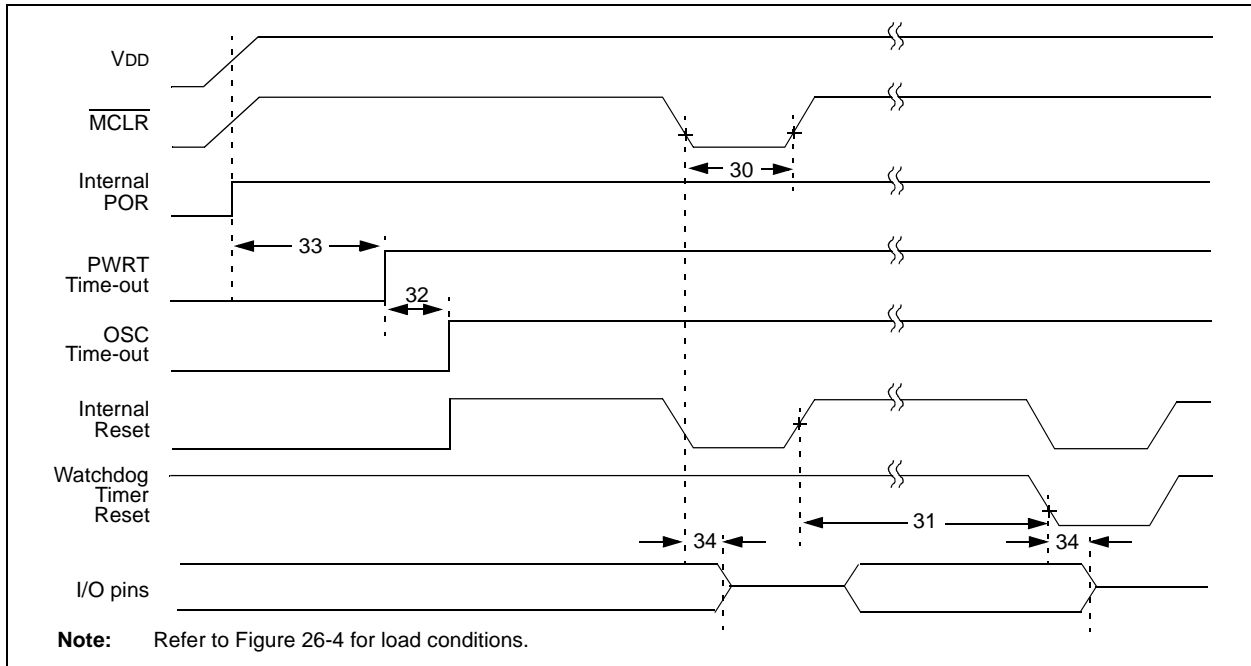 VDD
MCLR
30
Internal
POR
33
PWRT
Time-out
32
OSC
Time-out
Internal
Reset
Watchdog
Timer
Reset
31
34
34
I/O pins
Note: Refer to Figure 26-4 for load conditions.